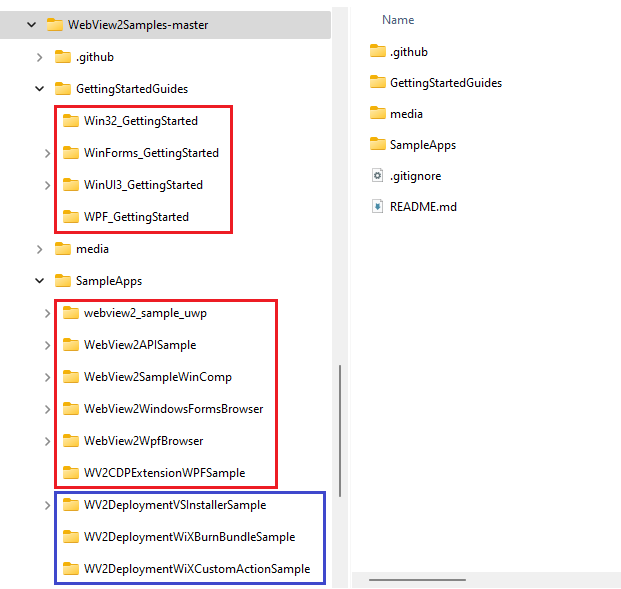 WebView2Samples-master
.github
GettingStartedGuides
Win32_GettingStarted
WinForms_GettingStarted
WinUI3_GettingStarted
WPF_GettingStarted
media
SampleApps
webview2_sample_uwp
WebView2APISample
WebView2SampleWinComp
WebView2WindowsFormsBrowser
WebView2WpfBrowser
WV2CDPExtensionWPFSample
WV2DeploymentVSInstallerSample
WV2DeploymentWiXBurnBundleSample
WV2DeploymentWiXCustomActionSample
Name
.github
GettingStartedGuides
media
SampleApps
.gitignore
README.md